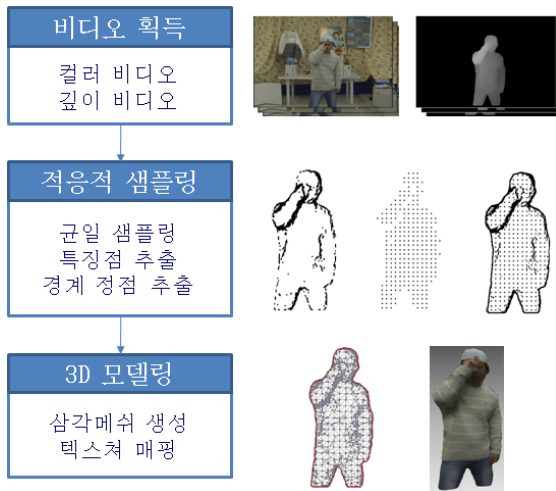 비디오 획득
컬러 비디오
깊이 비디오
적응적 샘플링
균일 샘플링
특징점 추출
경계 정점 추출
3D 모델링
삼각메쉬 생성
텍스쳐 매핑